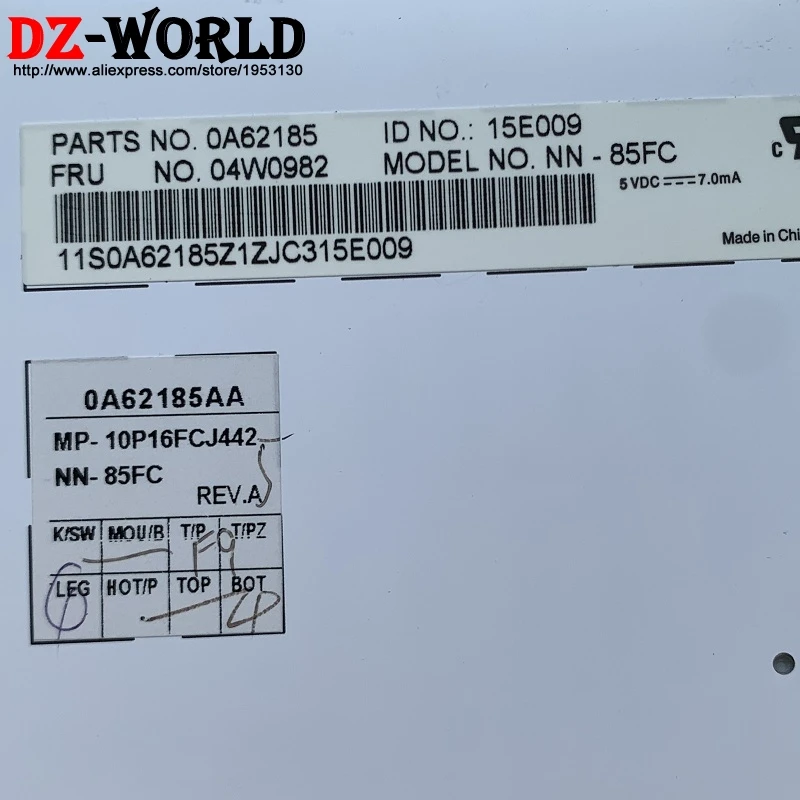 DZ-WORLD
http://www.aliexpress.com/store/1953130
PARTS NO. 0A62185 ID NO.: 15E009
FRU NO. 04W0982 MODEL NO. NN - 85FC
5 VDC 7.0mA
11S0A62185Z1ZJC315E009
Made in Chi
0A62185AA
MP- 10P16FCJ442
NN- 85FC
REV.A
K/SW MOU/B T/P T/PZ
F9
LEG HOT/P TOP BOT